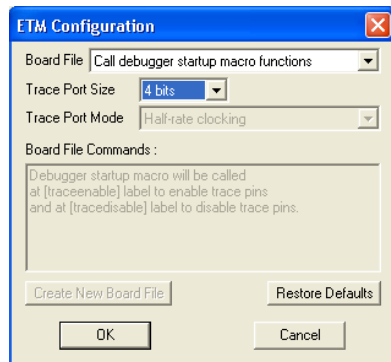 ETM Configuration
Board File Call debugger startup macro functions
Trace Port Size 4 bits
Trace Port Mode Half-rate clocking
Board File Commands :
Debugger startup macro will be called
at [traceenable] label to enable trace pins
and at [tracedisable] label to disable trace pins.
Create New Board File Restore Defaults
OK Cancel